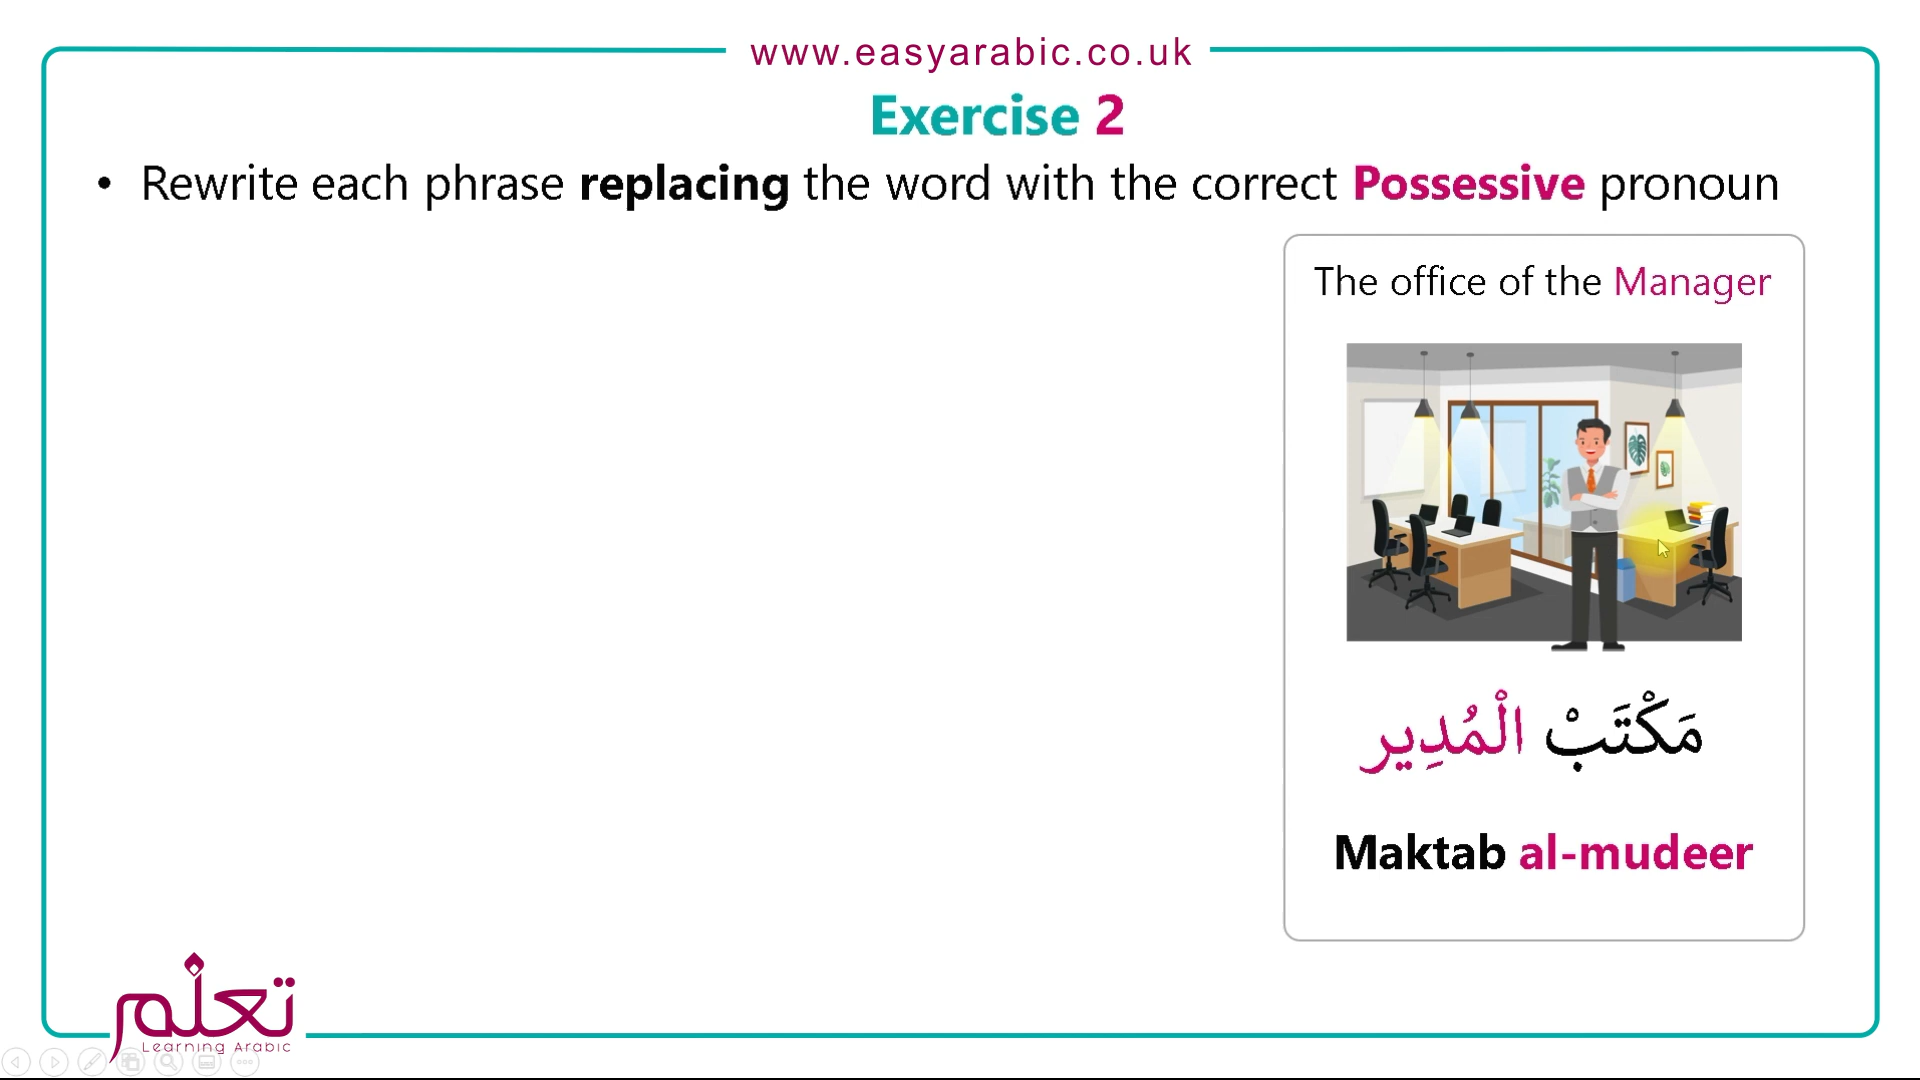 www.easyarabic.co.uk
Exercise 2
• Rewrite each phrase replacing the word with the correct Possessive pronoun
The office of the Manager
مَكْتَبْ الْمُدِير
Maktab al-mudeer
تعلم
Learning Arabic